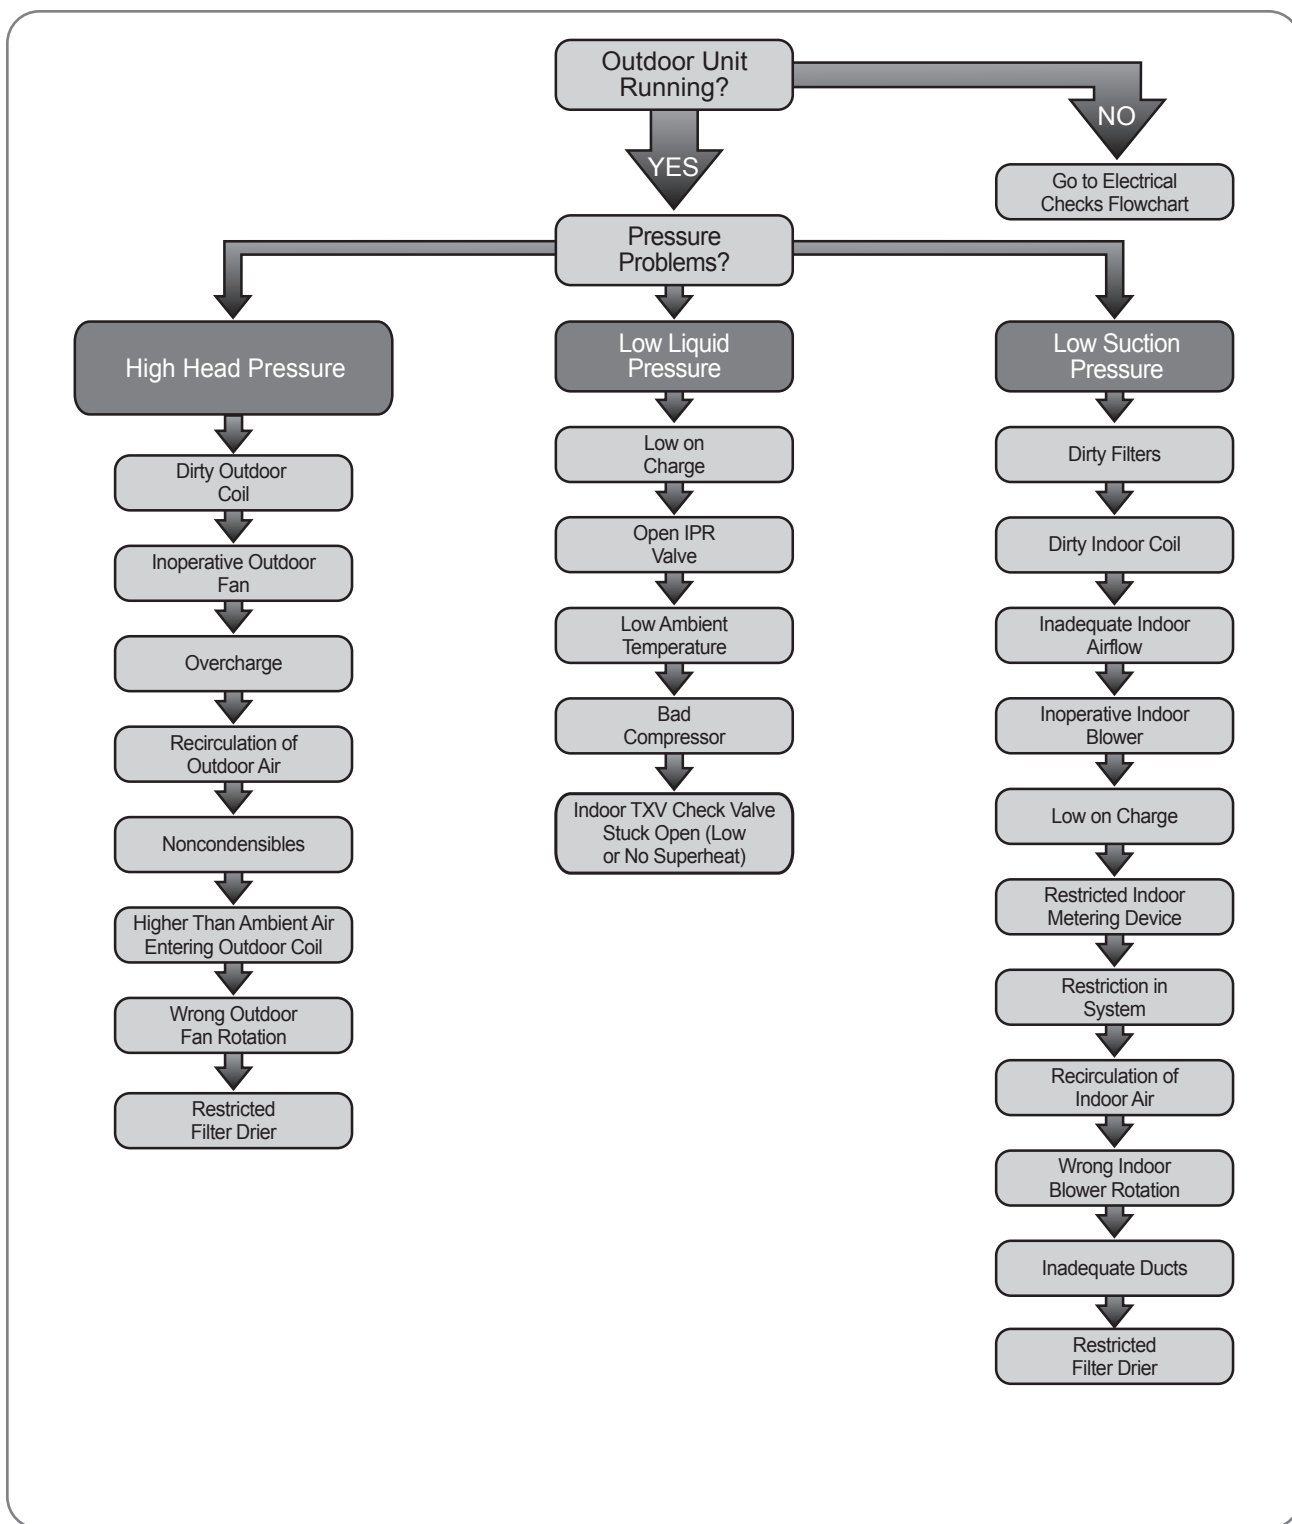 Outdoor Unit
Running?
NO
YES
Go to Electrical
Checks Flowchart
Pressure
Problems?
High Head Pressure
Dirty Outdoor
Coil
Inoperative Outdoor
Fan
Overcharge
Recirculation of
Outdoor Air
Noncondensibles
Higher Than Ambient Air
Entering Outdoor Coil
Wrong Outdoor
Fan Rotation
Restricted
Filter Drier
Low Liquid
Pressure
Low on
Charge
Open IPR
Valve
Low Ambient
Temperature
Bad
Compressor
Indoor TXV Check Valve
Stuck Open (Low
or No Superheat)
Low Suction
Pressure
Dirty Filters
Dirty Indoor Coil
Inadequate Indoor
Airflow
Inoperative Indoor
Blower
Low on Charge
Restricted Indoor
Metering Device
Restriction in
System
Recirculation of
Indoor Air
Wrong Indoor
Blower Rotation
Inadequate Ducts
Restricted
Filter Drier